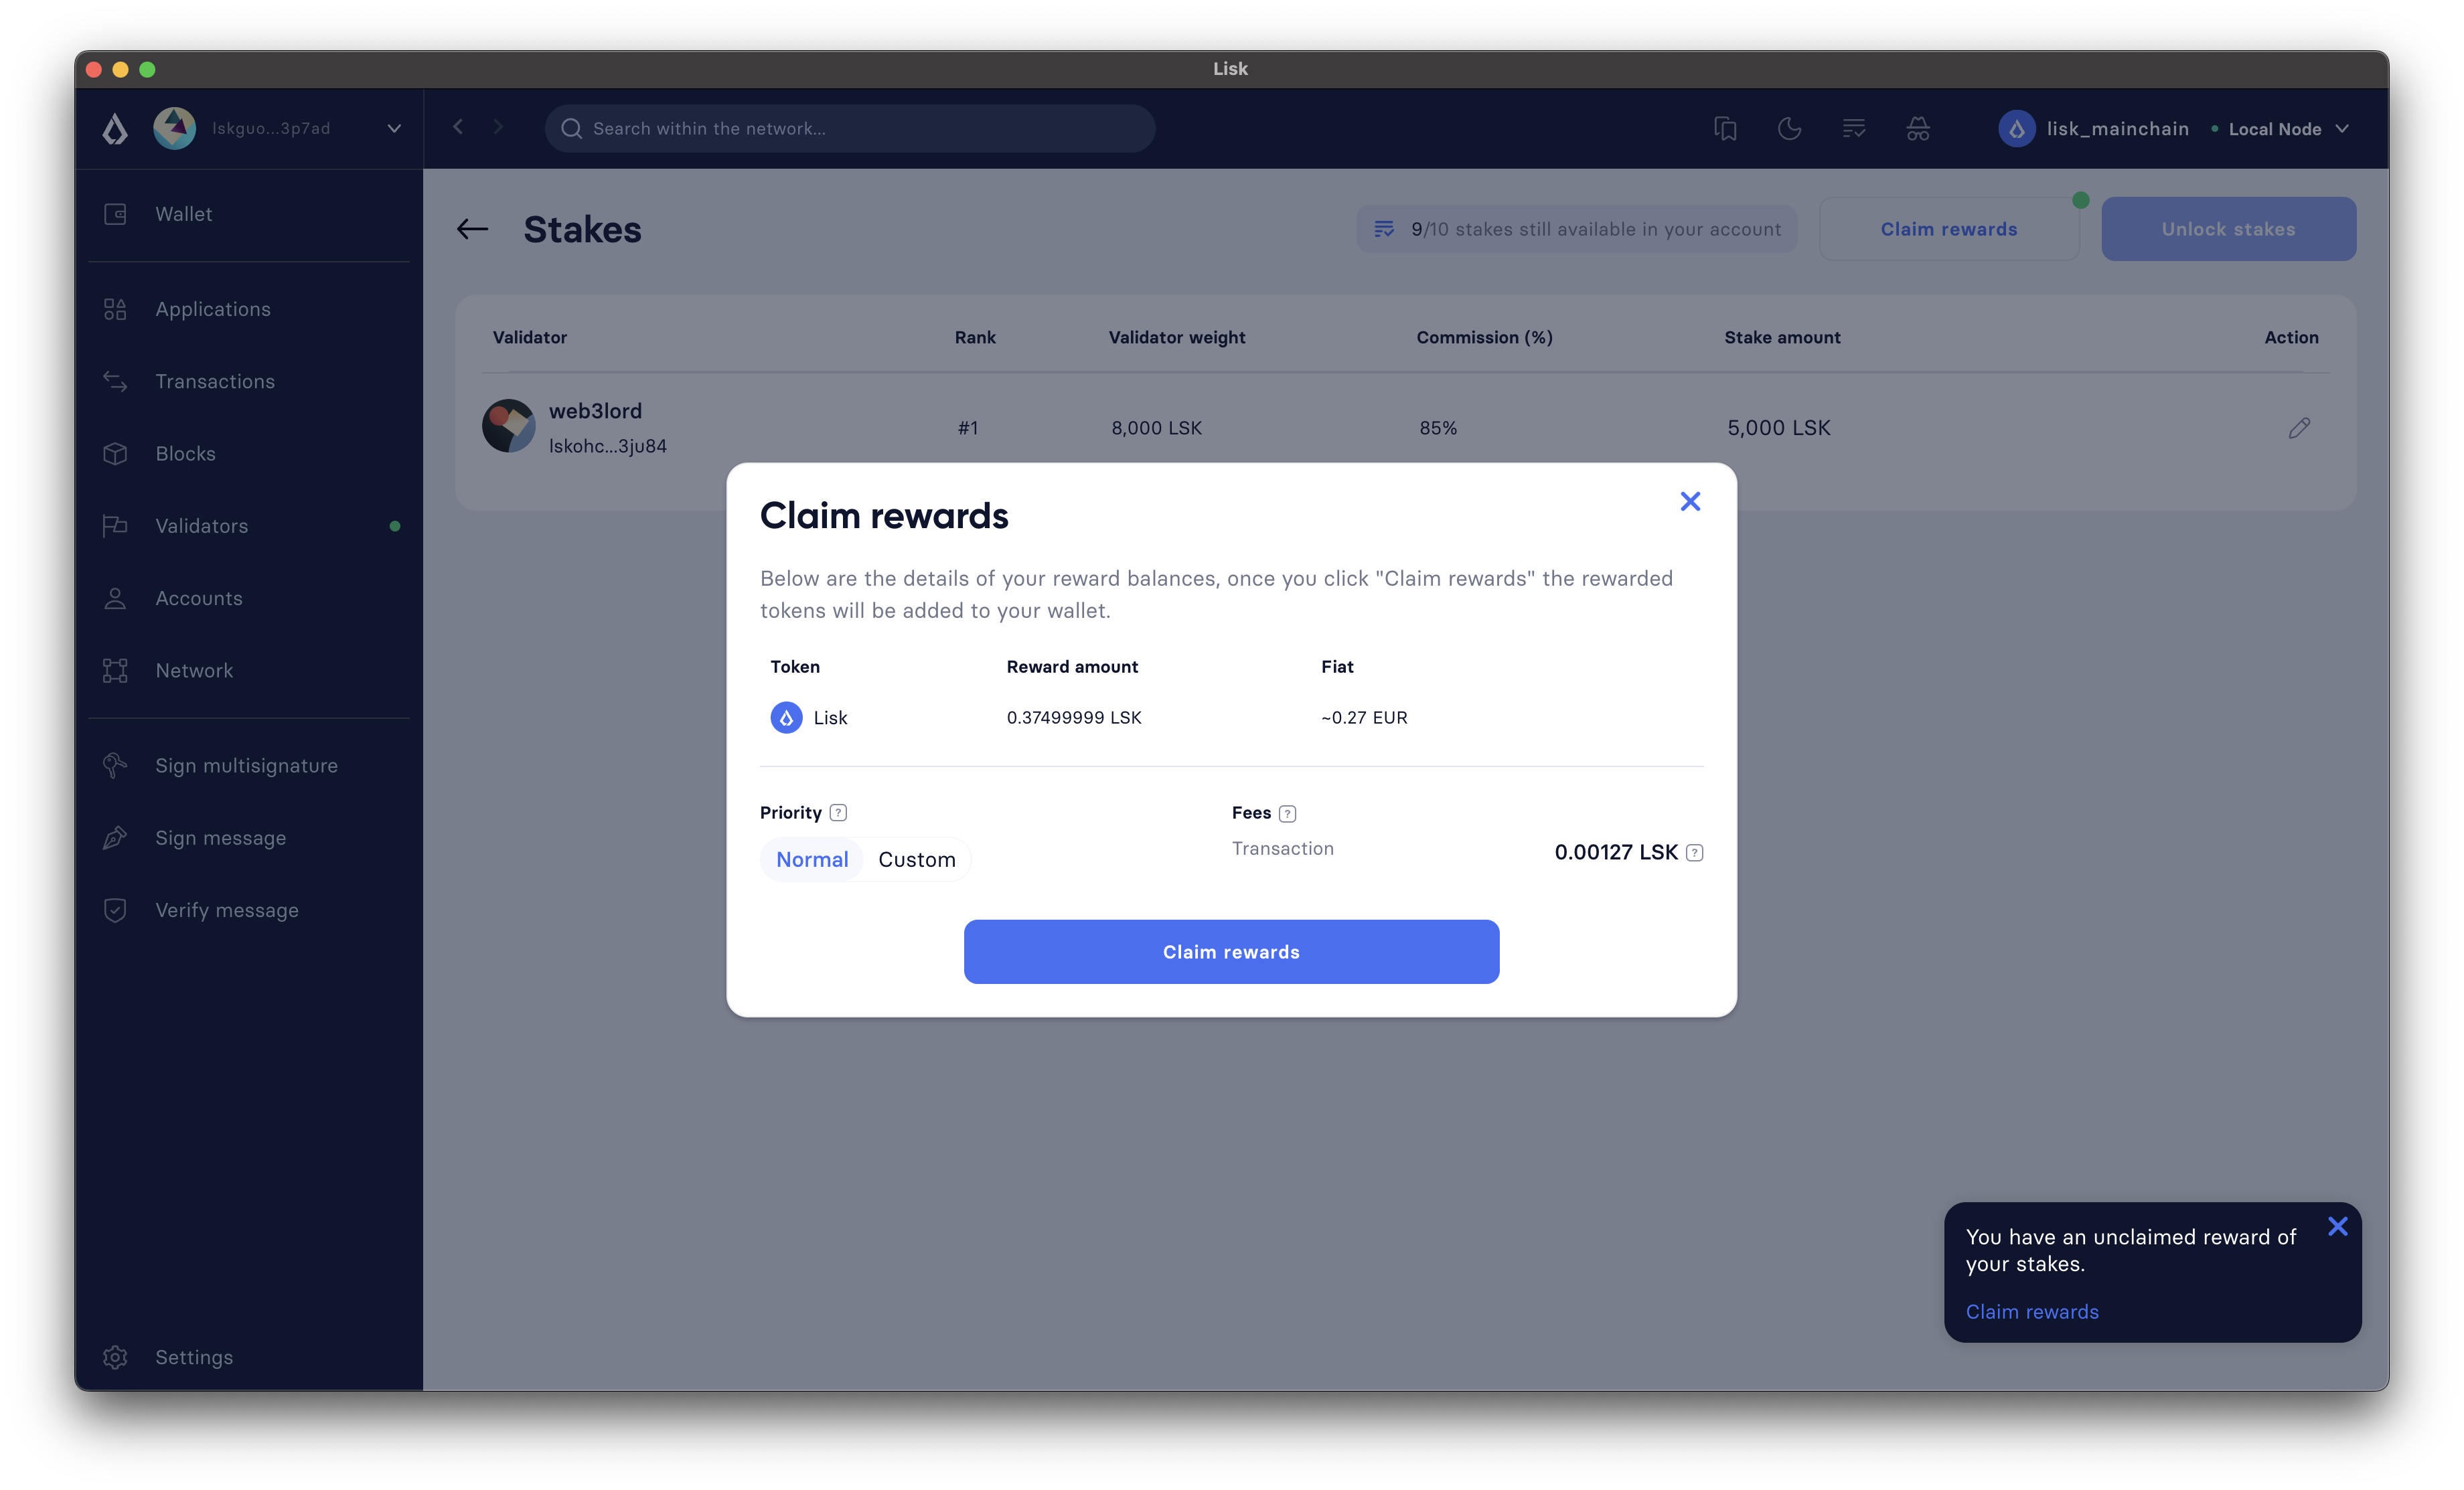 Lisk
lskguo...3p7ad
Search within the network...
lisk_mainchain
Local Node
Wallet
Applications
Transactions
Blocks
Validators
Accounts
Network
Sign multisignature
Sign message
Verify message
Settings
Stakes
9/10 stakes still available in your account
Claim rewards
Unlock stakes
Validator Rank Validator weight Commission (%) Stake amount Action
web3lord
lskohc...3ju84
#1 8,000 LSK 85% 5,000 LSK
Claim rewards
Below are the details of your reward balances, once you click "Claim rewards" the rewarded
tokens will be added to your wallet.
Token Reward amount Fiat
Lisk 0.37499999 LSK ~0.27 EUR
Priority ?
Normal Custom
Fees ?
Transaction 0.00127 LSK ?
Claim rewards
You have an unclaimed reward of
your stakes.
Claim rewards